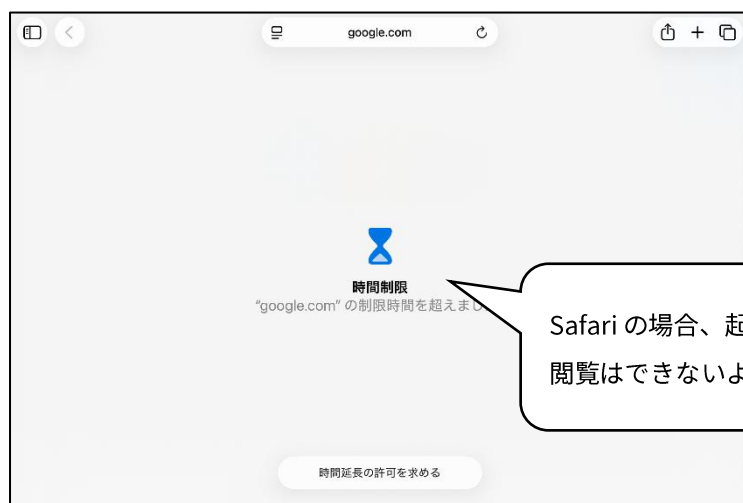 google.com
時間制限
"google.com" の制限時間を超えまし
Safari の場合、起
閲覧はできないよ
時間延長の許可を求める